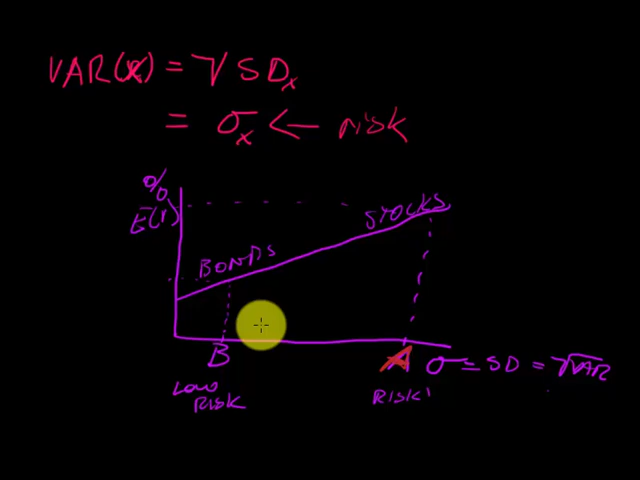 VAR(x) = √ SDx
= σx ← risk
%
E(r)
STOCKS
BONDS
B A σ = SD = √VAR
LOW RISK!
RISK